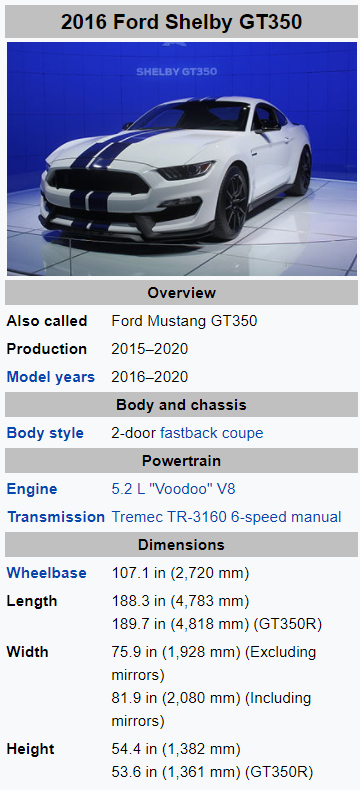 2016 Ford Shelby GT350
SHELBY GT350
Overview
Also called Ford Mustang GT350
Production 2015–2020
Model years 2016–2020
Body and chassis
Body style 2-door fastback coupe
Powertrain
Engine 5.2 L "Voodoo" V8
Transmission Tremec TR-3160 6-speed manual
Dimensions
Wheelbase 107.1 in (2,720 mm)
Length 188.3 in (4,783 mm)
189.7 in (4,818 mm) (GT350R)
Width 75.9 in (1,928 mm) (Excluding
mirrors)
81.9 in (2,080 mm) (Including
mirrors)
Height 54.4 in (1,382 mm)
53.6 in (1,361 mm) (GT350R)